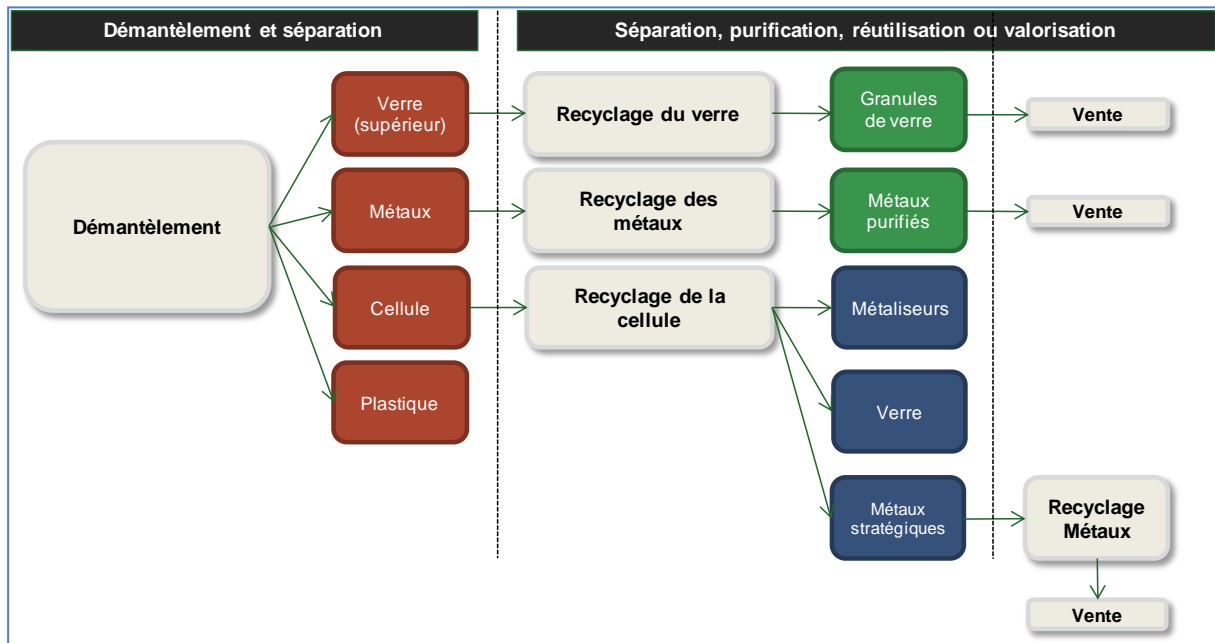 Démantèlement et séparation
Séparation, purification, réutilisation ou valorisation
Démantèlement
Verre
(supérieur)
Recyclage du verre
Granules
de verre
Vente
Métaux
Recyclage des
métaux
Métaux
purifiés
Vente
Cellule
Recyclage de la
cellule
Métaliseurs
Plastique
Verre
Métaux
stratégiques
Recyclage
Métaux
Vente